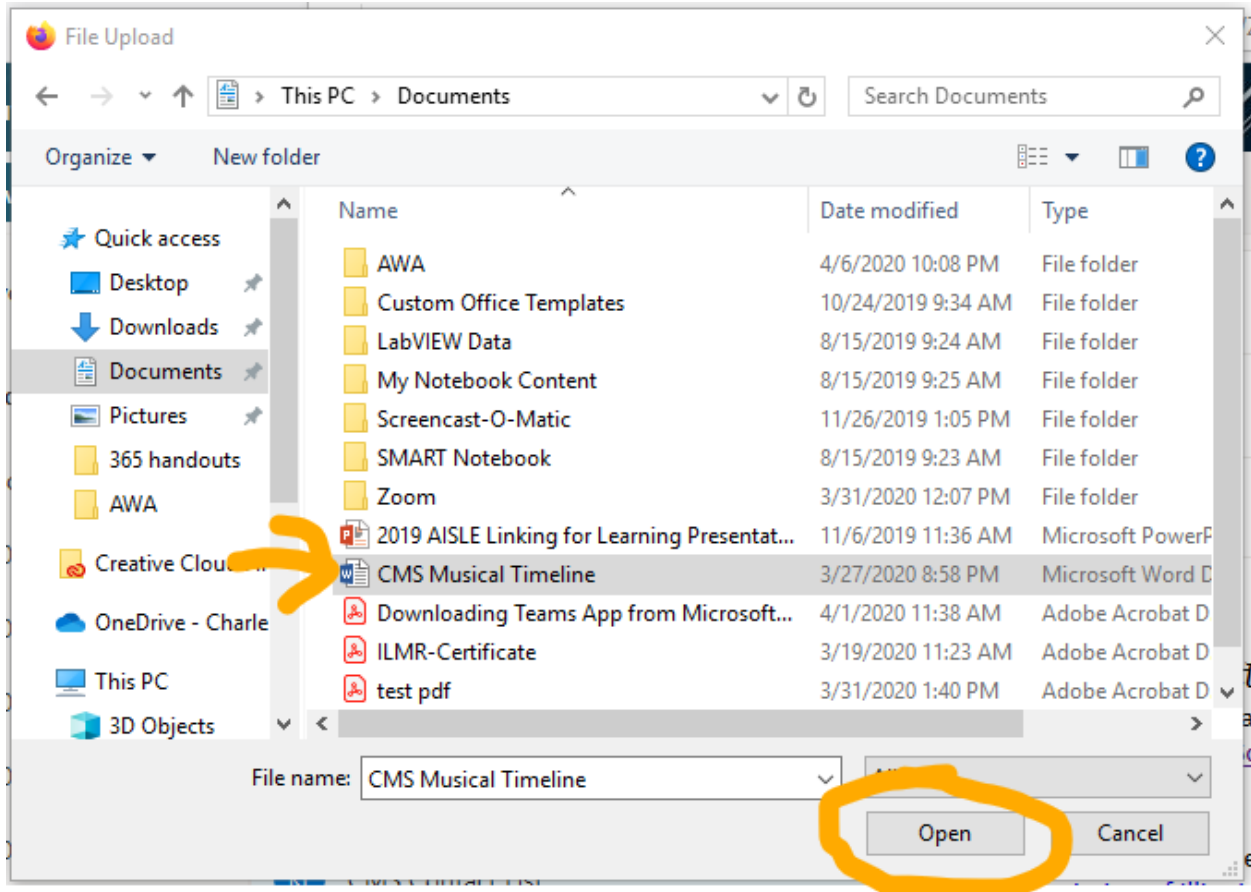 File Upload
This PC > Documents
Search Documents
Organize
New folder
Name
Date modified
Type
Quick access
Desktop
Downloads
Documents
Pictures
365 handouts
AWA
Creative Clou
OneDrive - Charle
This PC
3D Objects
AWA 4/6/2020 10:08 PM File folder
Custom Office Templates 10/24/2019 9:34 AM File folder
LabVIEW Data 8/15/2019 9:24 AM File folder
My Notebook Content 8/15/2019 9:25 AM File folder
Screencast-O-Matic 11/26/2019 1:05 PM File folder
SMART Notebook 8/15/2019 9:23 AM File folder
Zoom 3/31/2020 12:07 PM File folder
2019 AISLE Linking for Learning Presentat... 11/6/2019 11:36 AM Microsoft PowerP
CMS Musical Timeline 3/27/2020 8:58 PM Microsoft Word D
Downloading Teams App from Microsoft... 4/1/2020 11:38 AM Adobe Acrobat D
ILMR-Certificate 3/19/2020 11:23 AM Adobe Acrobat D
test pdf 3/31/2020 1:40 PM Adobe Acrobat D
File name: CMS Musical Timeline
Open
Cancel